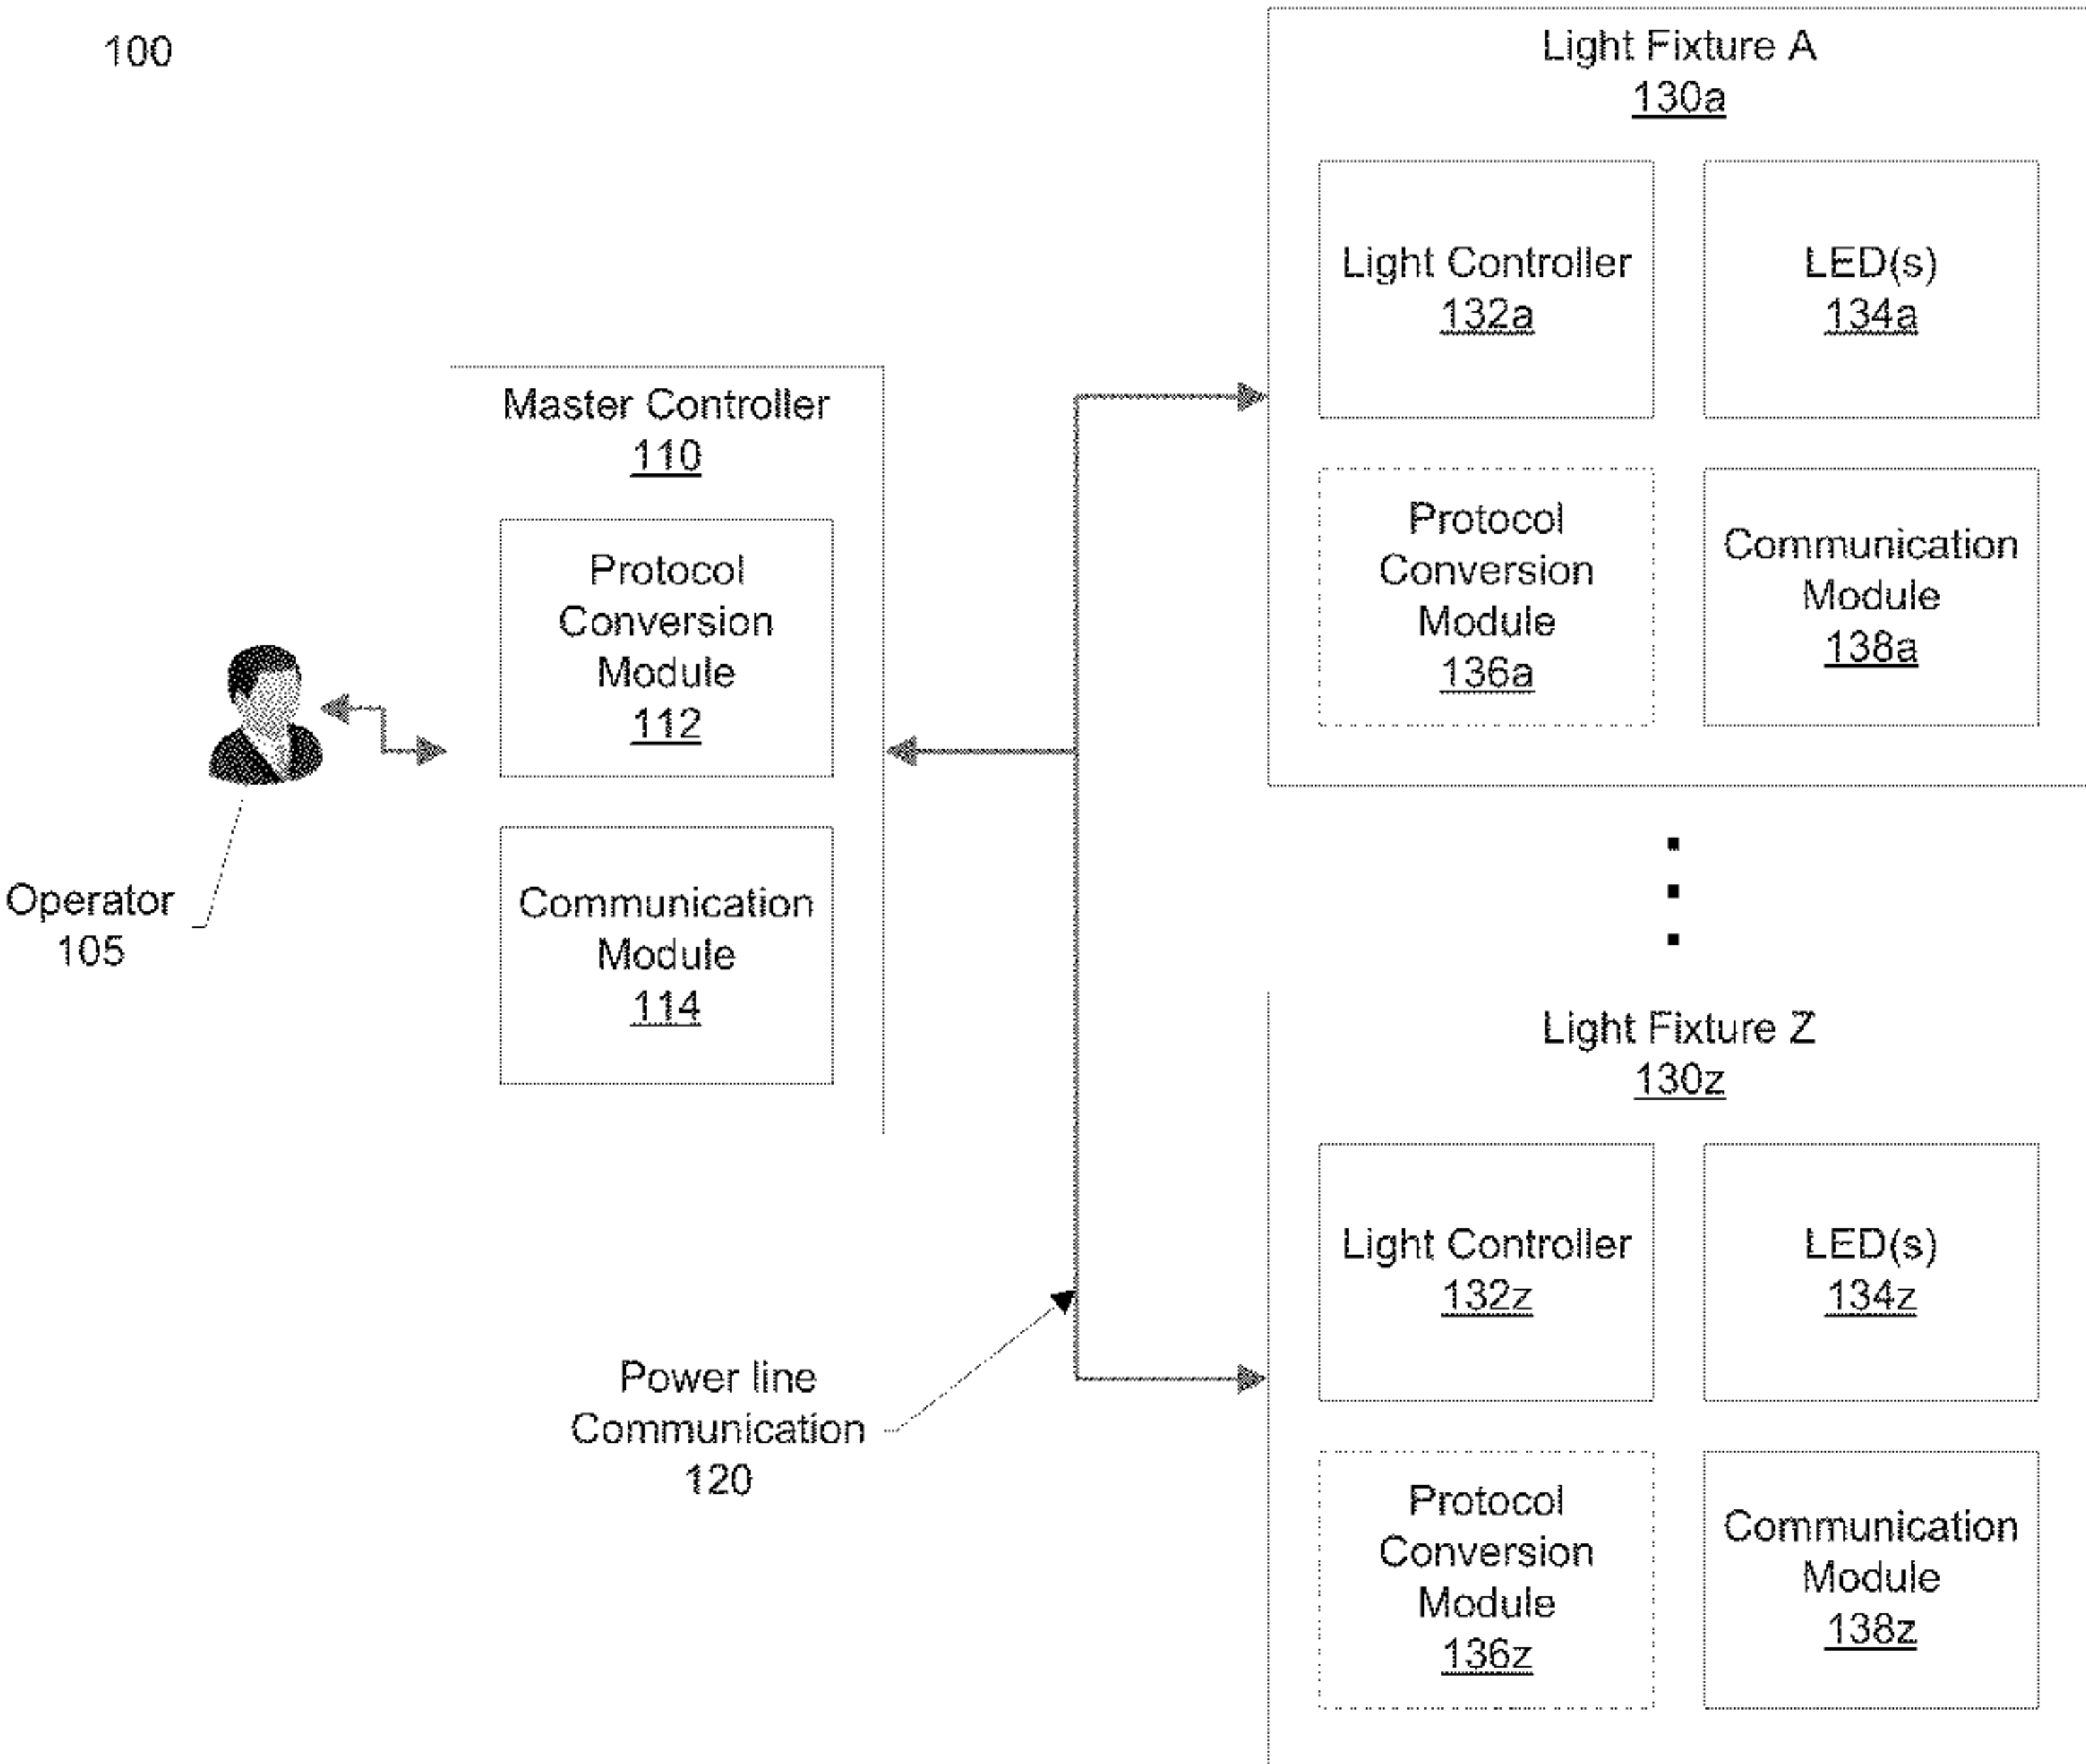 100
Operator
105
Master Controller
110
Protocol
Conversion
Module
112
Communication
Module
114
Power line
Communication
120
Light Fixture A
130a
Light Controller
132a
LED(s)
134a
Protocol
Conversion
Module
136a
Communication
Module
138a
Light Fixture Z
130z
Light Controller
132z
LED(s)
134z
Protocol
Conversion
Module
136z
Communication
Module
138z